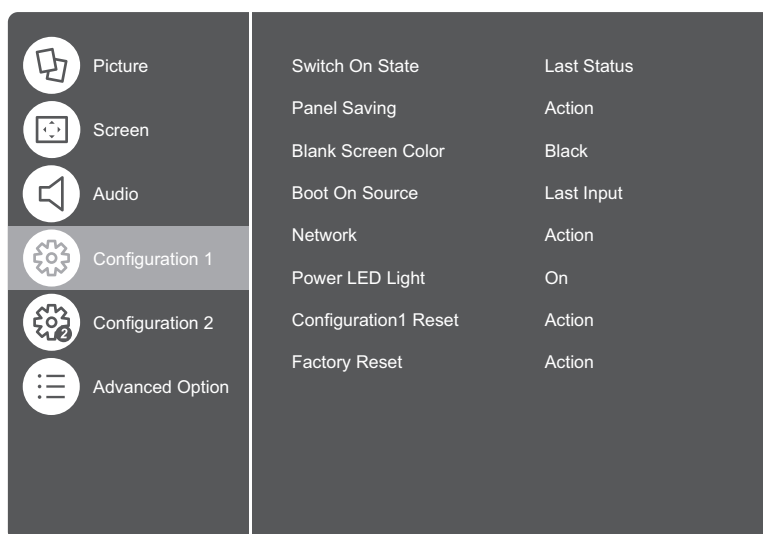 Picture
Screen
Audio
Configuration 1
2
Configuration 2
Advanced Option
Switch On State Last Status
Panel Saving Action
Blank Screen Color Black
Boot On Source Last Input
Network Action
Power LED Light On
Configuration1 Reset Action
Factory Reset Action